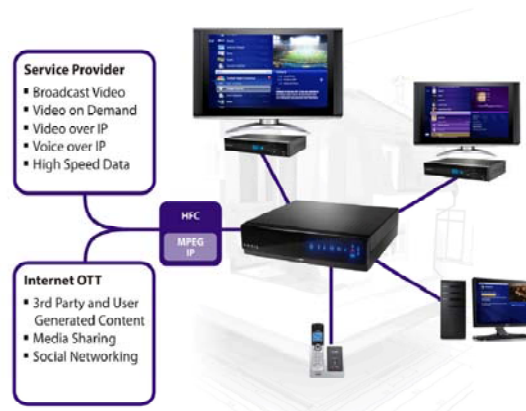 Service Provider
Broadcast Video
Video on Demand
Video over IP
Voice over IP
High Speed Data
HFC
MPEG
IP
Internet OTT
3rd Party and User
Generated Content
Media Sharing
Social Networking